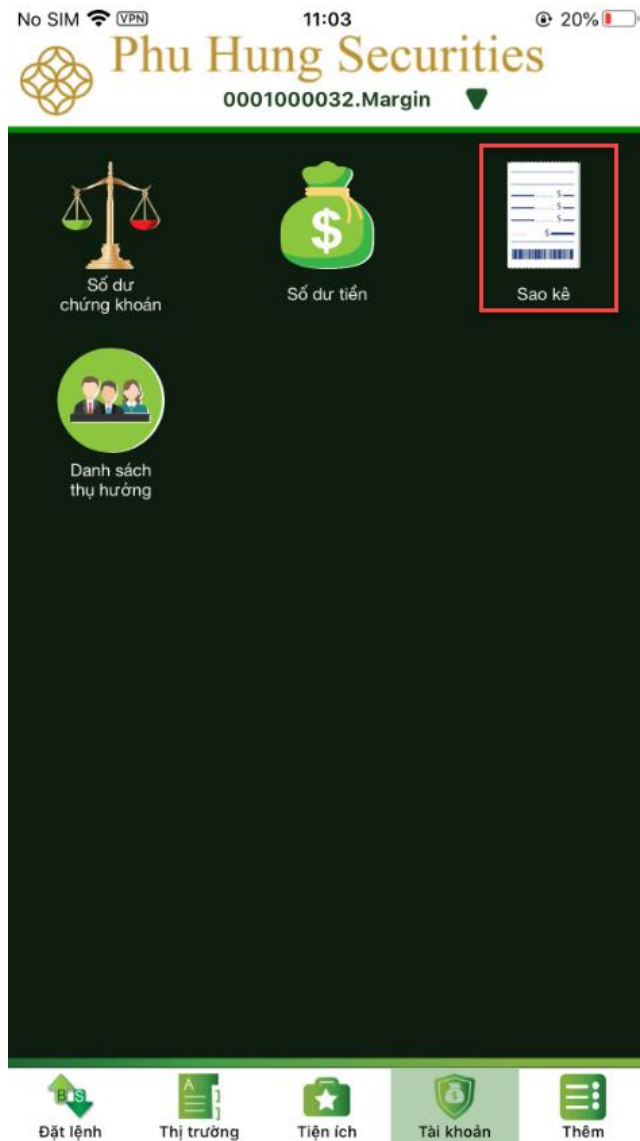 No SIM VPN 11:03 20%
Phu Hung Securities
0001000032.Margin
Số dư
chứng khoán
$
Số dư tiền
$
$
$
$
Sao kê
Danh sách
thụ hưởng
B S
Đặt lệnh
A
Thị trường
Tiện ích
$
Tài khoản
Thêm